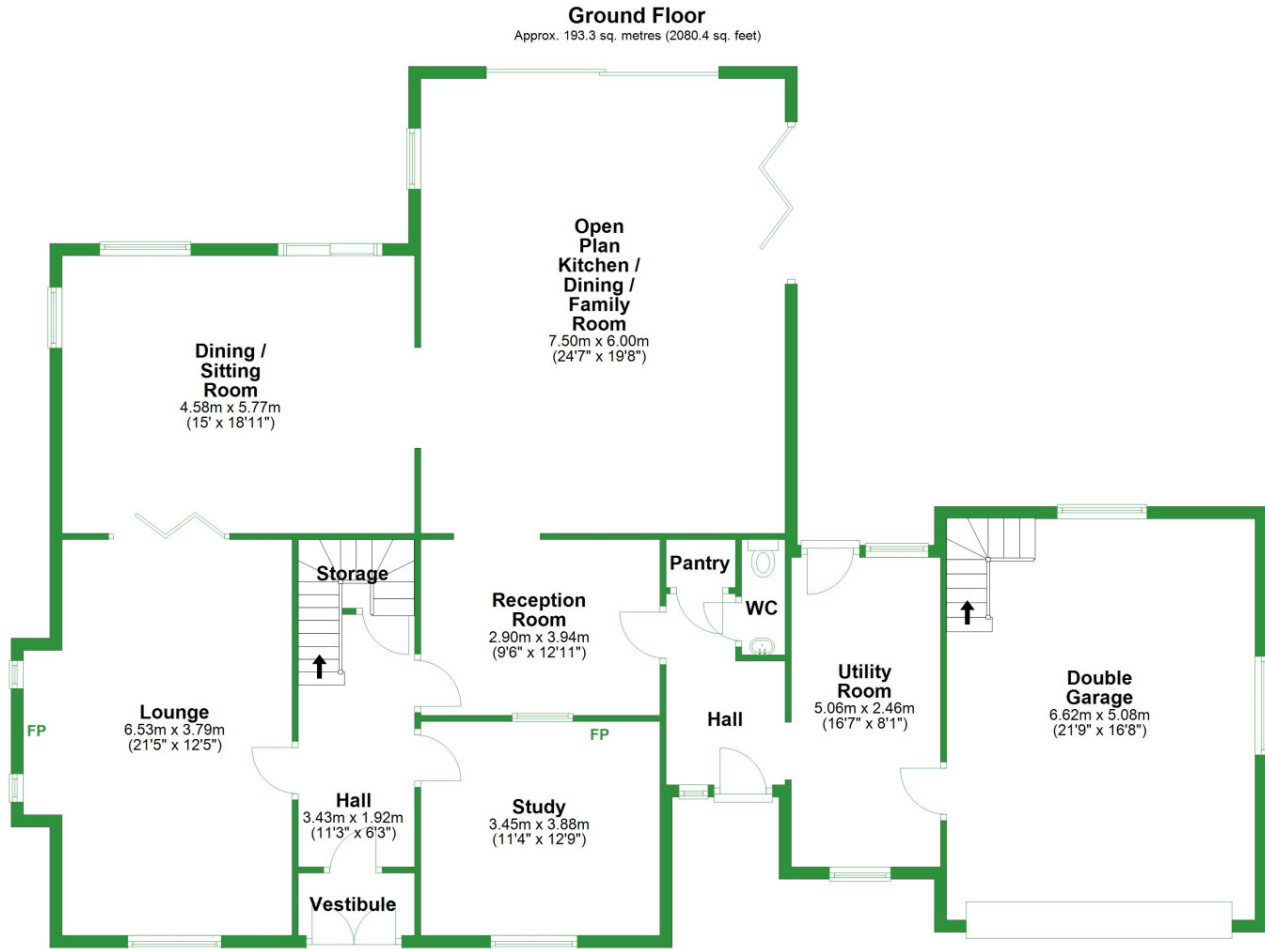 Ground Floor
Approx. 193.3 sq. metres (2080.4 sq. feet)
Open
Plan
Kitchen /
Dining /
Family
Room
7.50m x 6.00m
(24'7" x 19'8")
Dining /
Sitting
Room
4.58m x 5.77m
(15' x 18'11")
Storage
Pantry
WC
Reception
Room
2.90m x 3.94m
(9'6" x 12'11")
Utility
Room
5.06m x 2.46m
(16'7" x 8'1")
Double
Garage
6.62m x 5.08m
(21'9" x 16'8")
Lounge
6.53m x 3.79m
(21'5" x 12'5")
FP
Hall
FP
Hall
3.43m x 1.92m
(11'3" x 6'3")
Study
3.45m x 3.88m
(11'4" x 12'9")
Vestibule